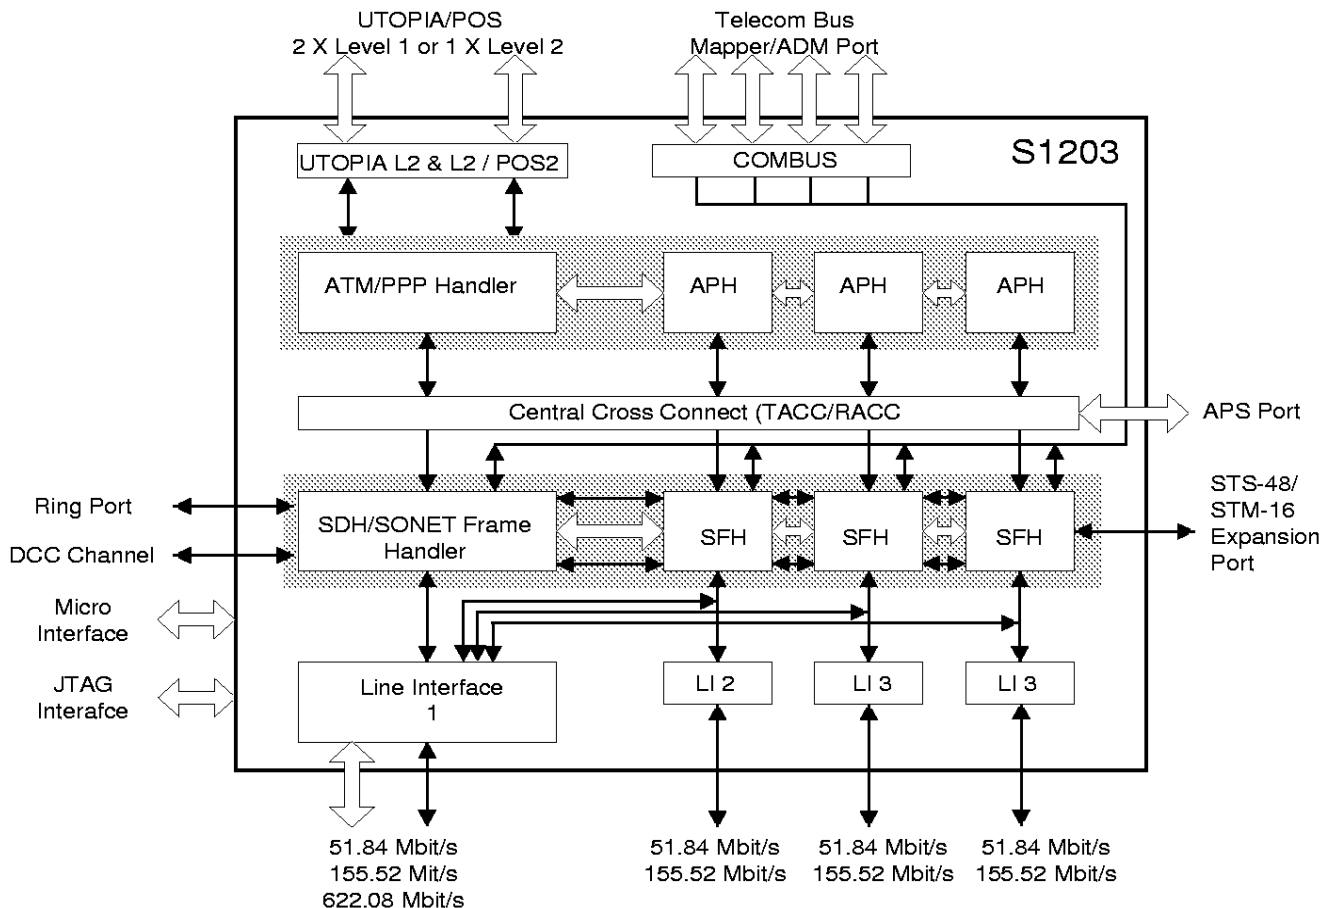 UTOPIA/POS
2 X Level 1 or 1 X Level 2
Telecom Bus
Mapper/ADM Port
S1203
UTOPIA L2 & L2 / POS2
COMBUS
ATM/PPP Handler
APH
APH
APH
Central Cross Connect (TACC/RACC
APS Port
Ring Port
DCC Channel
SDH/SONET Frame
Handler
SFH
SFH
SFH
STS-48/
STM-16
Expansion
Port
Micro
Interface
JTAG
Interafce
Line Interface
1
LI 2
LI 3
LI 3
51.84 Mbit/s
155.52 Mit/s
622.08 Mbit/s
51.84 Mbit/s
155.52 Mbit/s
51.84 Mbit/s
155.52 Mbit/s
51.84 Mbit/s
155.52 Mbit/s